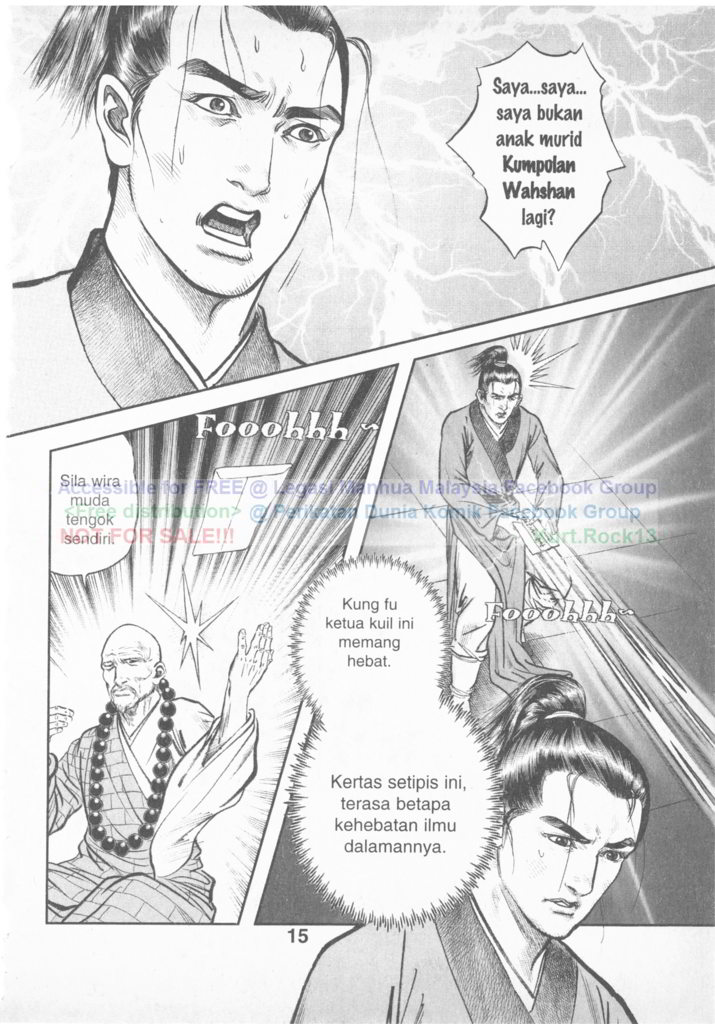 Saya...saya...
saya bukan
anak murid
Kumpolan
Wahshan
lagi?
Fooohhh~
Sila wira
muda
tengok
sendiri.
Accessible for FREE @ Legasi Manhua Malaysia Facebook Group
<Free distribution> @ Perikatan Dunia Komik Facebook Group
NOT FOR SALE!!!
Kort.Rock13.
Fooohhh~
Kung fu
ketua kuil ini
memang
hebat.
Kertas setipis ini,
terasa betapa
kehebatan ilmu
dalamannya.
15